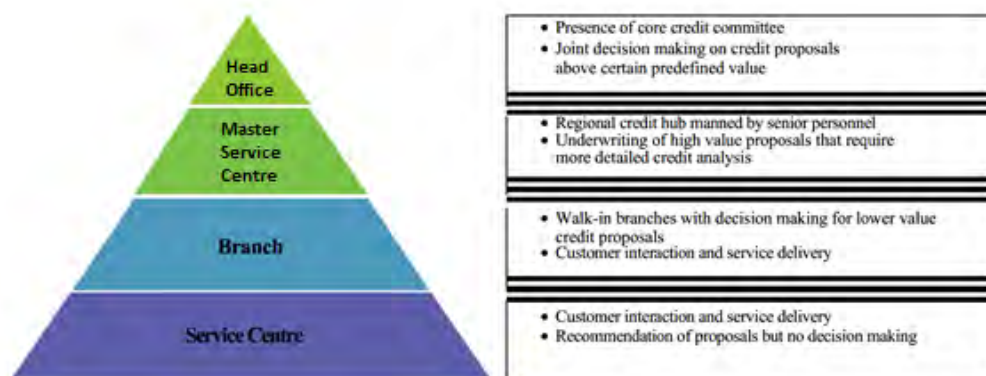 Head
Office
• Presence of core credit committee
• Joint decision making on credit proposals
above certain predefined value
Master
Service
Centre
• Regional credit hub manned by senior personnel
• Underwriting of high value proposals that require
more detailed credit analysis
Branch
• Walk-in branches with decision making for lower value
credit proposals
• Customer interaction and service delivery
Service Centre
• Customer interaction and service delivery
• Recommendation of proposals but no decision making